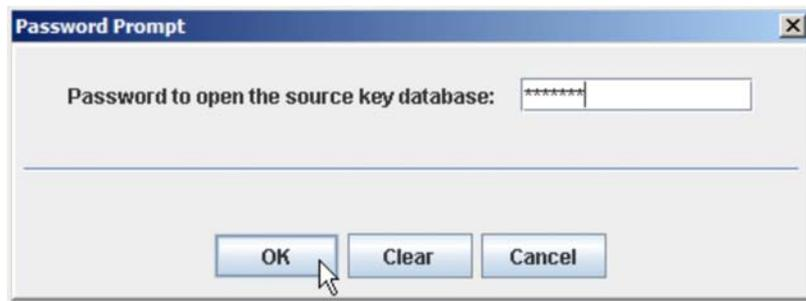 Password Prompt
Password to open the source key database: *******
OK Clear Cancel